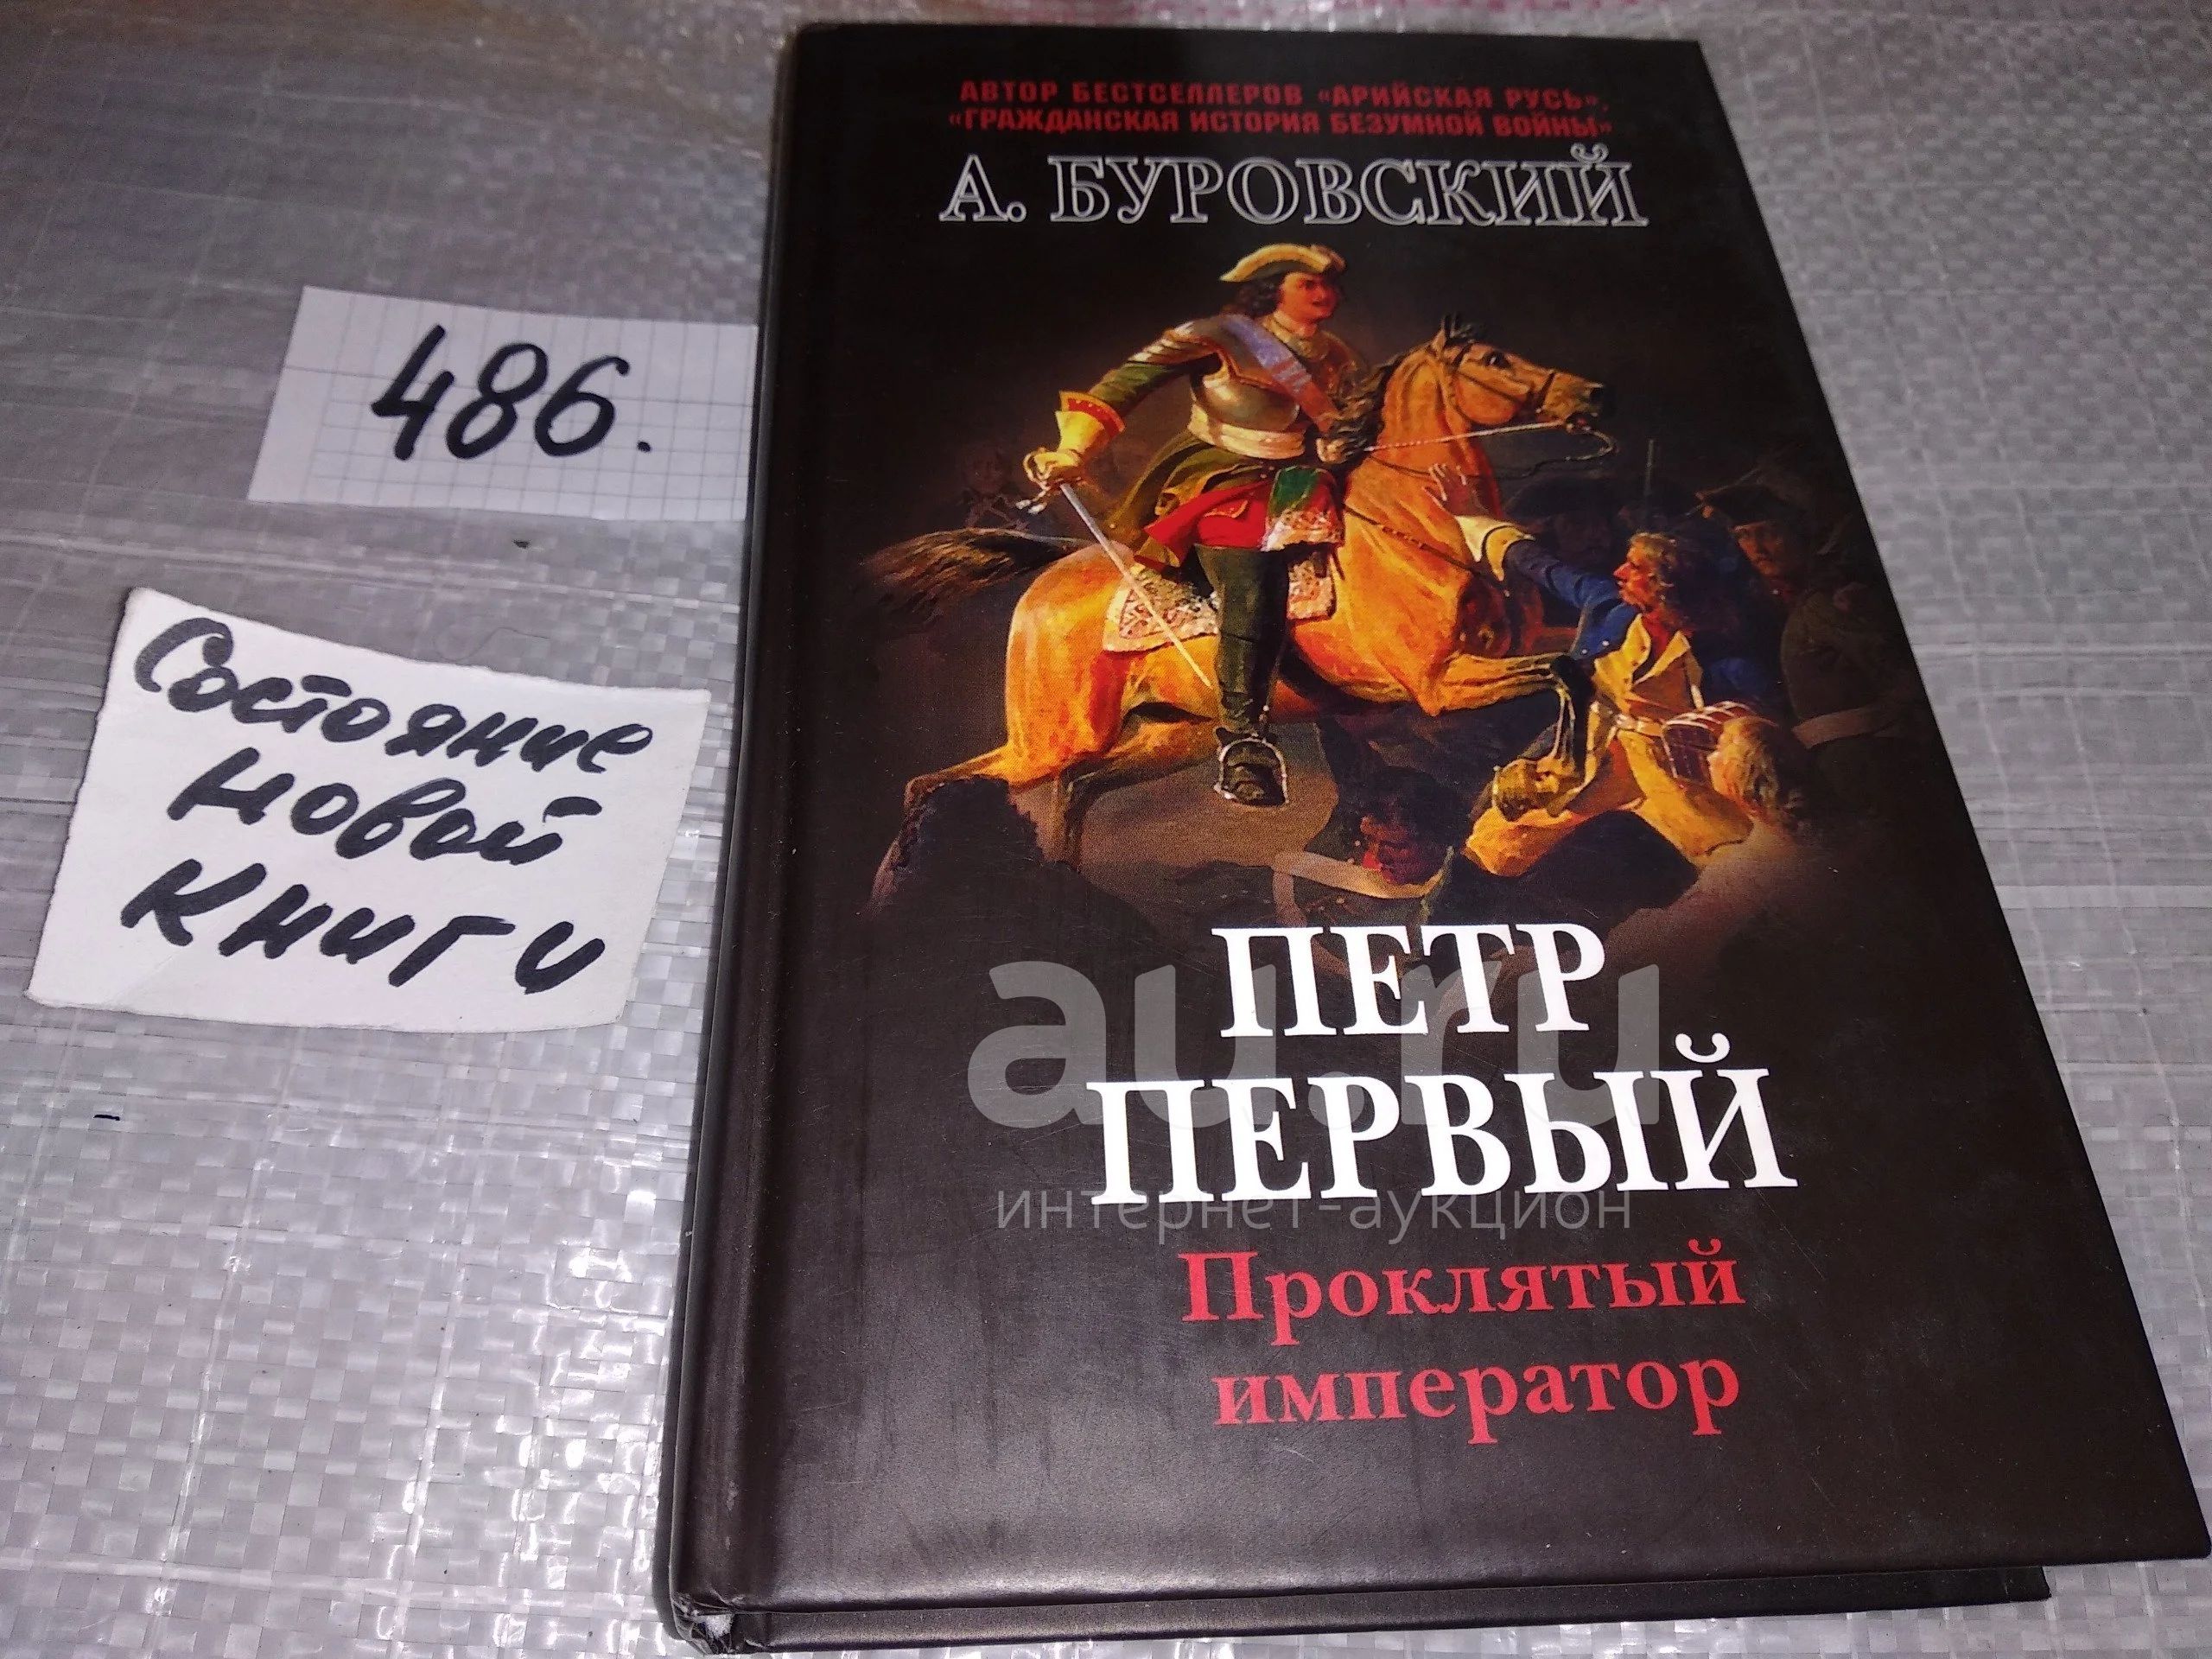 АВТОР БЕСТСЕЛЛЕРОВ «АРИЙСКАЯ РУСЬ»,
«ГРАЖДАНСКАЯ ИСТОРИЯ БЕЗУМНОЙ ВОЙНЫ»
А. БУРОВСКИЙ
486.
Состояние
новой
книги
ПЕТР
au.ru
ПЕРВЫЙ
интернет-аукцион
Проклятый
император